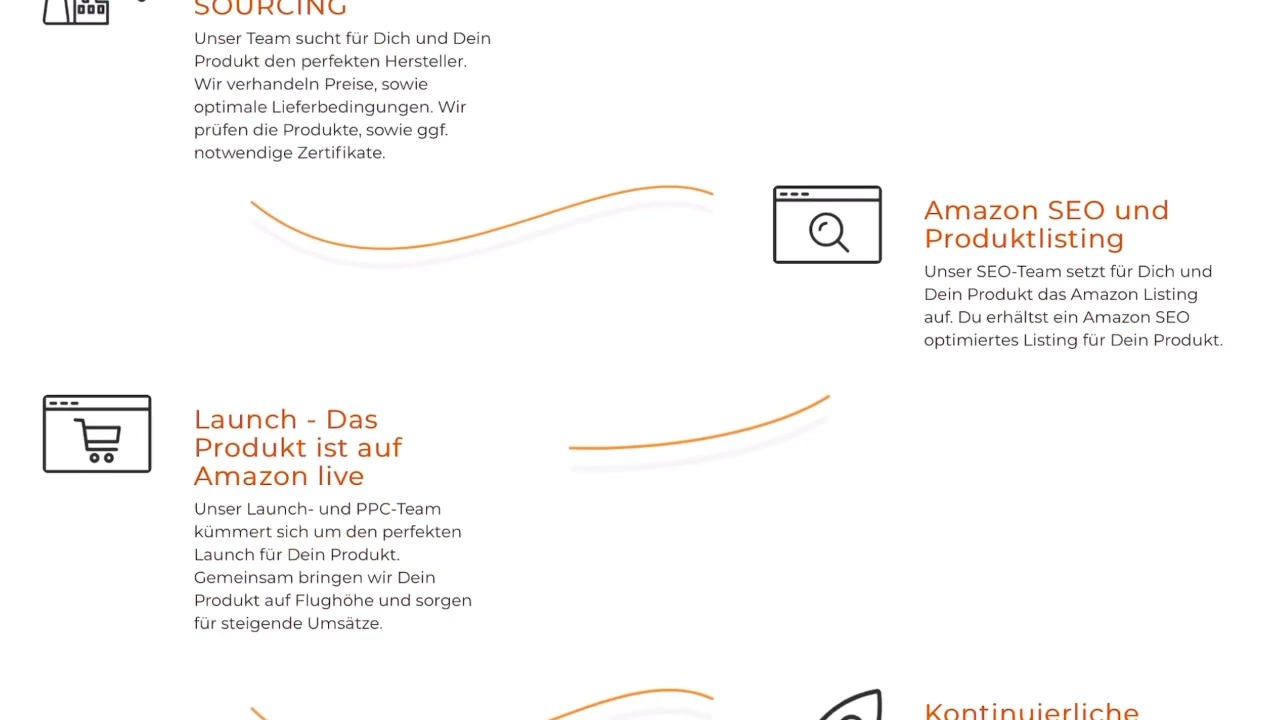 SOURCING
Unser Team sucht für Dich und Dein
Produkt den perfekten Hersteller.
Wir verhandeln Preise, sowie
optimale Lieferbedingungen. Wir
prüfen die Produkte, sowie ggf.
notwendige Zertifikate.
Amazon SEO und
Produktlisting
Unser SEO-Team setzt für Dich und
Dein Produkt das Amazon Listing
auf. Du erhältst ein Amazon SEO
optimiertes Listing für Dein Produkt.
Launch - Das
Produkt ist auf
Amazon live
Unser Launch- und PPC-Team
kümmert sich um den perfekten
Launch für Dein Produkt.
Gemeinsam bringen wir Dein
Produkt auf Flughöhe und sorgen
für steigende Umsätze.
Kontinuierliche